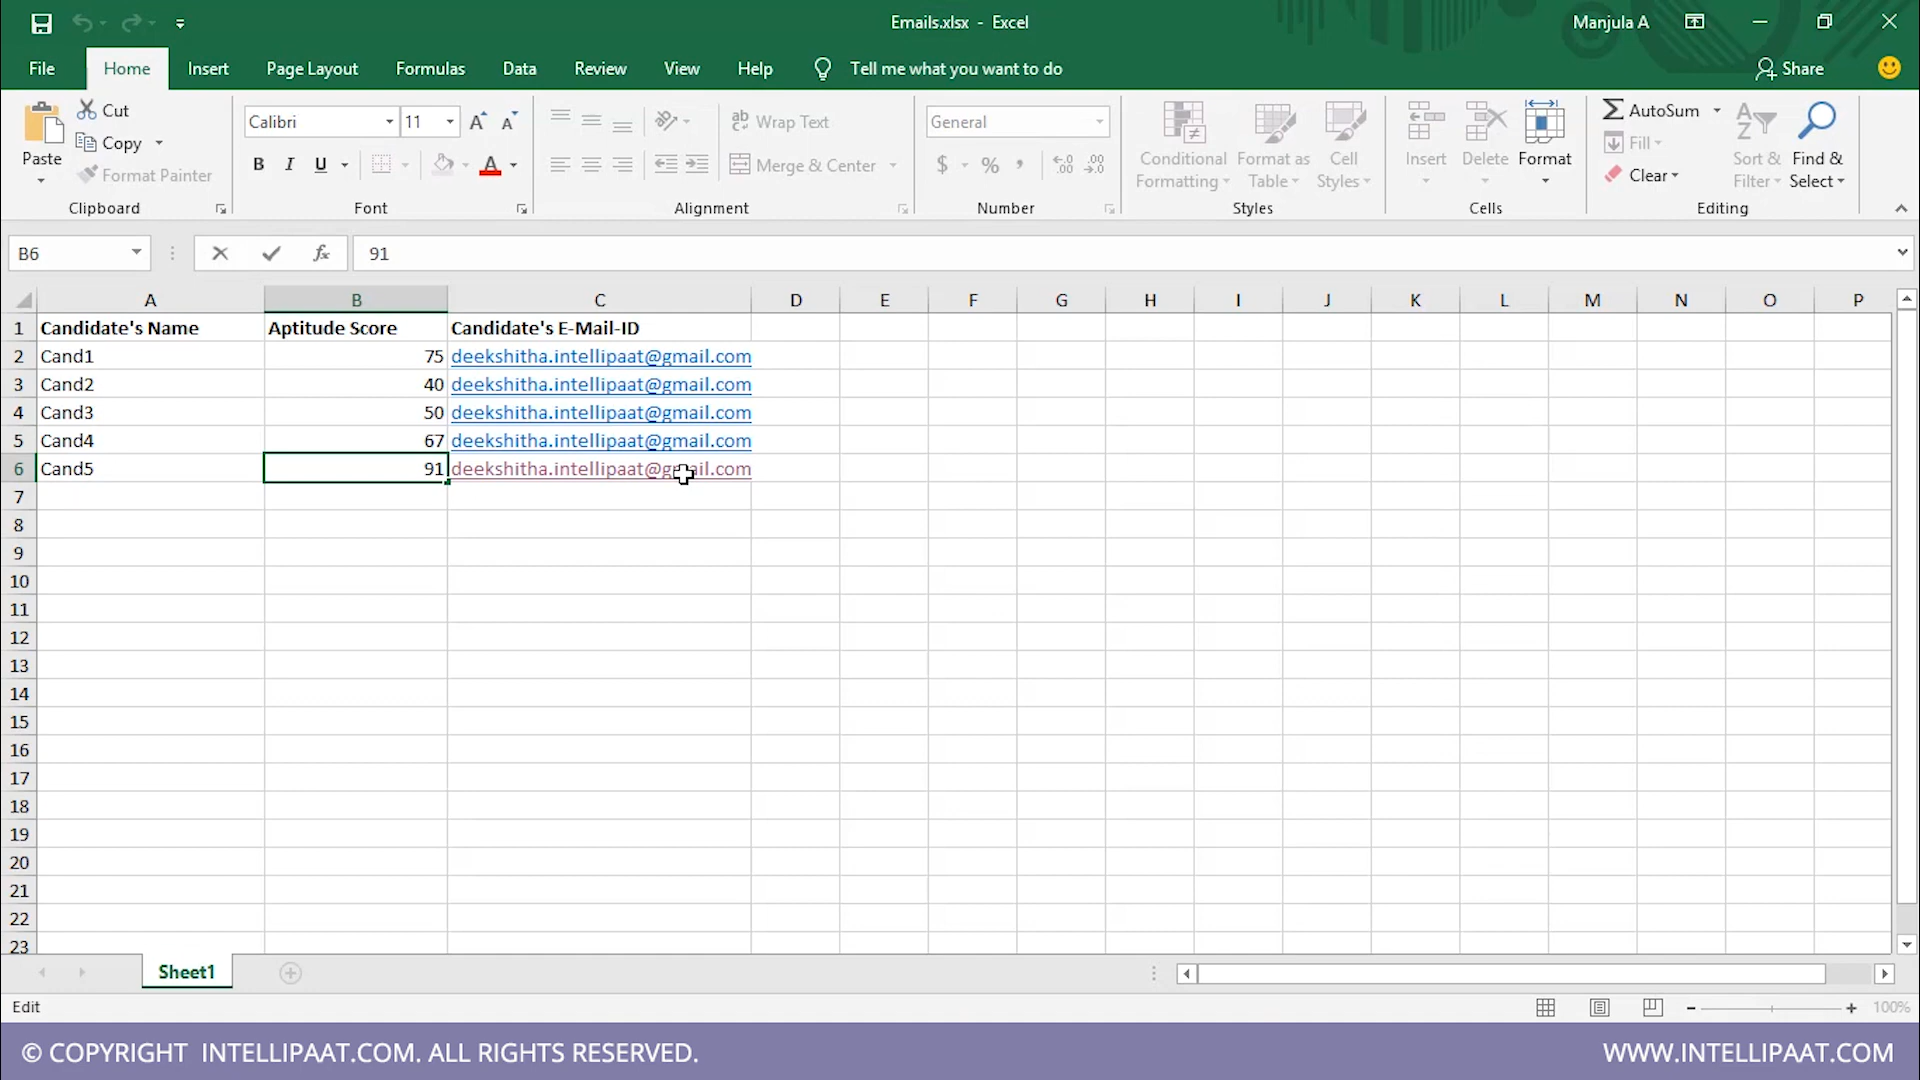 Emails.xlsx - Excel
Manjula A
File Home Insert Page Layout Formulas Data Review View Help Tell me what you want to do Share
Paste
Cut
Copy
Format Painter
Clipboard
Calibri 11
B I U A
Font
ab Wrap Text
Merge & Center
Alignment
General
$ % ,
Number
Conditional Formatting
Format as Table
Cell Styles
Styles
Insert
Delete
Format
Cells
AutoSum
Fill
Clear
Sort & Filter
Find & Select
Editing
B6 fx 91
A B C D E F G H I J K L M N O P
1 Candidate's Name Aptitude Score Candidate's E-Mail-ID
2 Cand1 75 deekshitha.intellipaat@gmail.com
3 Cand2 40 deekshitha.intellipaat@gmail.com
4 Cand3 50 deekshitha.intellipaat@gmail.com
5 Cand4 67 deekshitha.intellipaat@gmail.com
6 Cand5 91 deekshitha.intellipaat@gmail.com
7
8
9
10
11
12
13
14
15
16
17
18
19
20
21
22
23
Sheet1
Edit
100%
© COPYRIGHT INTELLIPAAT.COM. ALL RIGHTS RESERVED.
WWW.INTELLIPAAT.COM